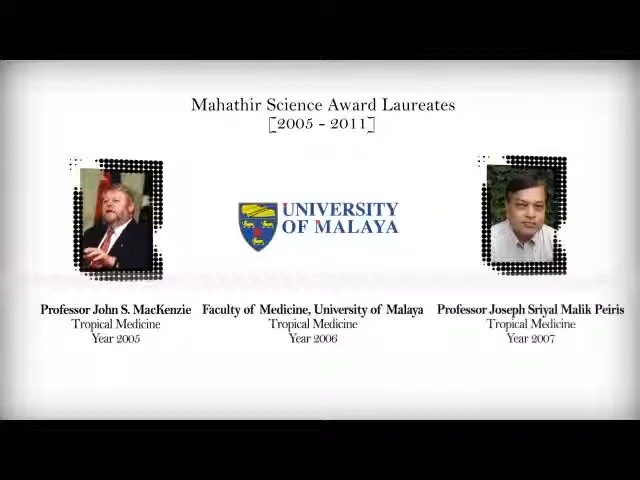 Mahathir Science Award Laureates
[2005 - 2011]
UNIVERSITY
OF MALAYA
Professor John S. MacKenzie
Tropical Medicine
Year 2005
Faculty of Medicine, University of Malaya
Tropical Medicine
Year 2006
Professor Joseph Sriyal Malik Peiris
Tropical Medicine
Year 2007